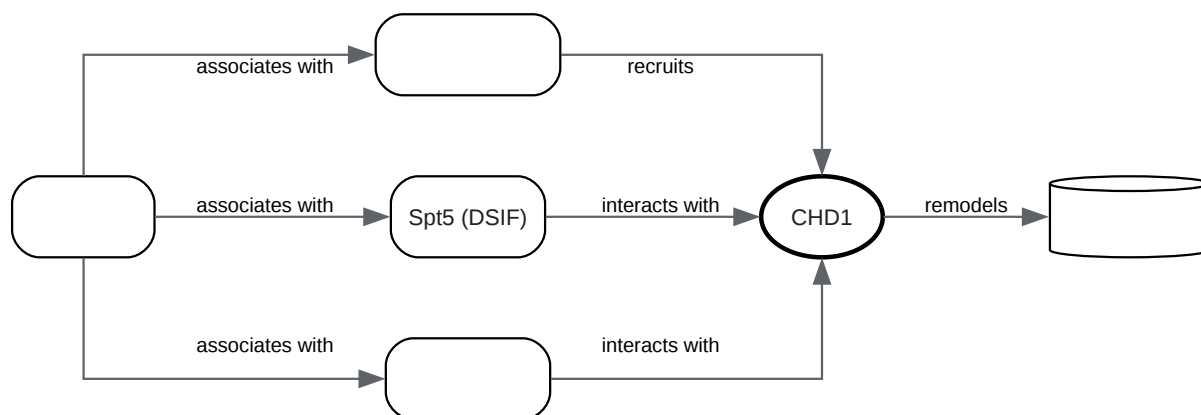 associates with
recruits
associates with
Spt5 (DSIF)
interacts with
CHD1
remodels
associates with
interacts with